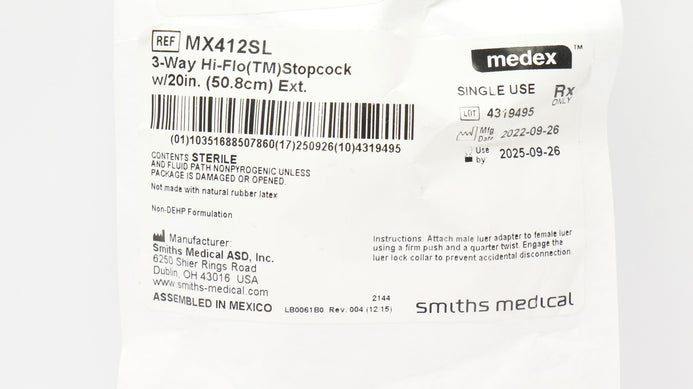 REF MX412SL
3-Way Hi-Flo(TM)Stopcock
w/20in. (50.8cm) Ext.
(01)10351688507860(17)250926(10)4319495
CONTENTS STERILE
AND FLUID PATH NONPYROGENIC UNLESS
PACKAGE IS DAMAGED OR OPENED.
Not made with natural rubber latex
Non-DEHP Formulation
Manufacturer:
Smiths Medical ASD, Inc.
6250 Shier Rings Road
Dublin, OH 43016 USA
www.smiths-medical.com
ASSEMBLED IN MEXICO
medex™
SINGLE USE Rx ONLY
LOT 4319495
Mfg Date 2022-09-26
Use by: 2025-09-26
Instructions: Attach male luer adapter to female luer
using a firm push and a quarter twist. Engage the
luer lock collar to prevent accidental disconnection.
2144
LB0061B0 Rev. 004 (12/15)
smiths medical